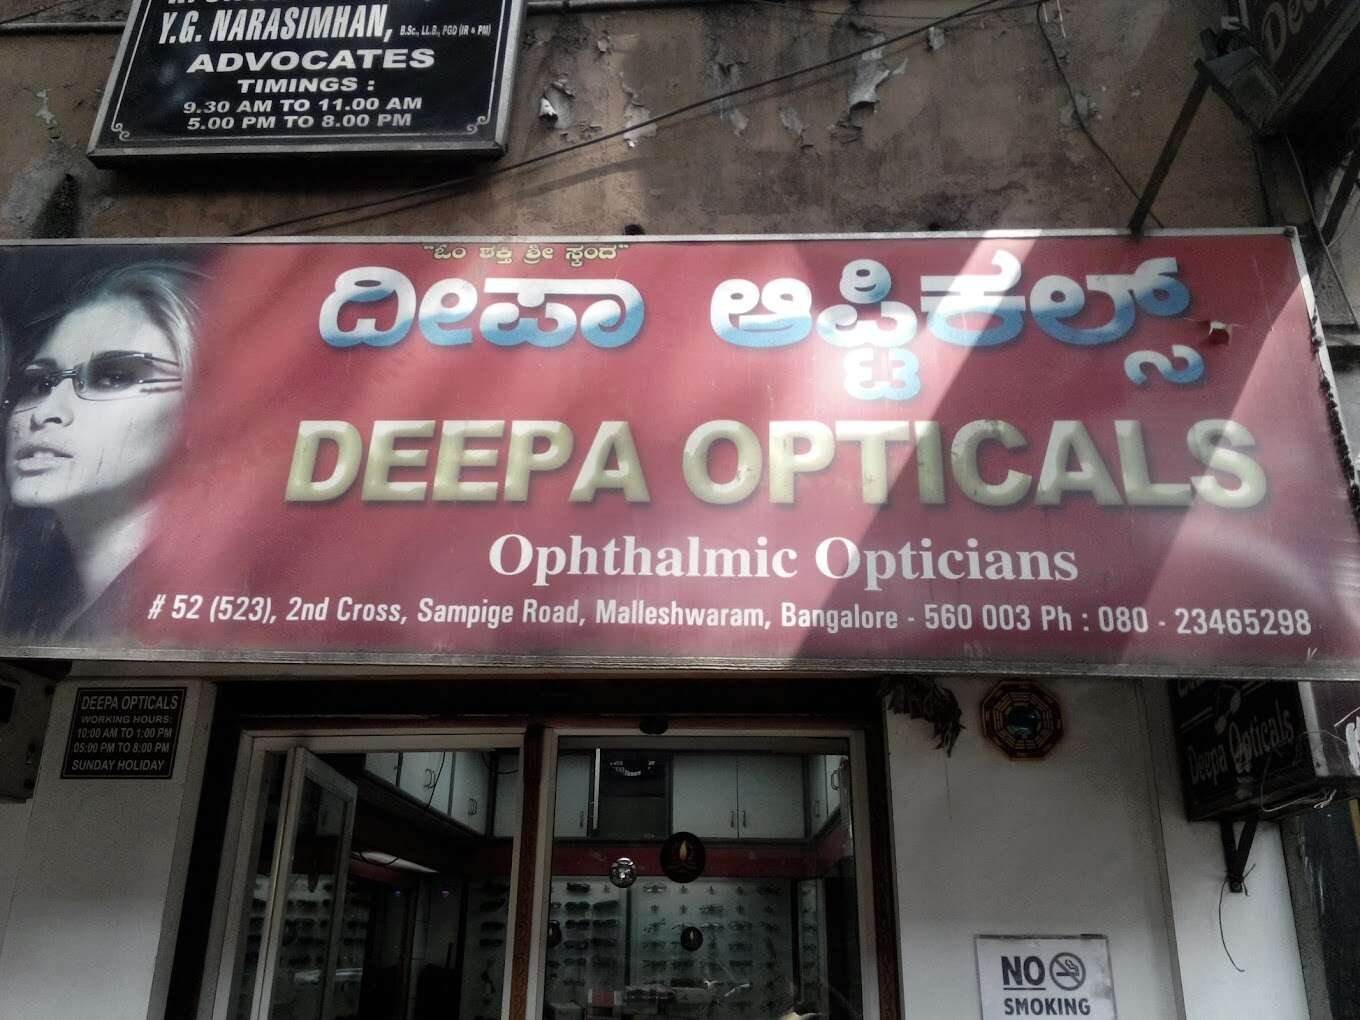 Y.G. NARASIMHAN, B.Sc., LL.B., PGD (IR & PM)
ADVOCATES
TIMINGS :
9.30 AM TO 11.00 AM
5.00 PM TO 8.00 PM
"ಓಂ ಶಕ್ತಿ ಶ್ರೀ ಸ್ಕಂದ"
ದೀಪಾ ಆಪ್ಟಿಕಲ್ಸ್
DEEPA OPTICALS
Ophthalmic Opticians
# 52 (523), 2nd Cross, Sampige Road, Malleshwaram, Bangalore - 560 003 Ph : 080 - 23465298
DEEPA OPTICALS
WORKING HOURS:
10:00 AM TO 1:00 PM
05:00 PM TO 8:00 PM
SUNDAY HOLIDAY
Deepa Opticals
NO
SMOKING